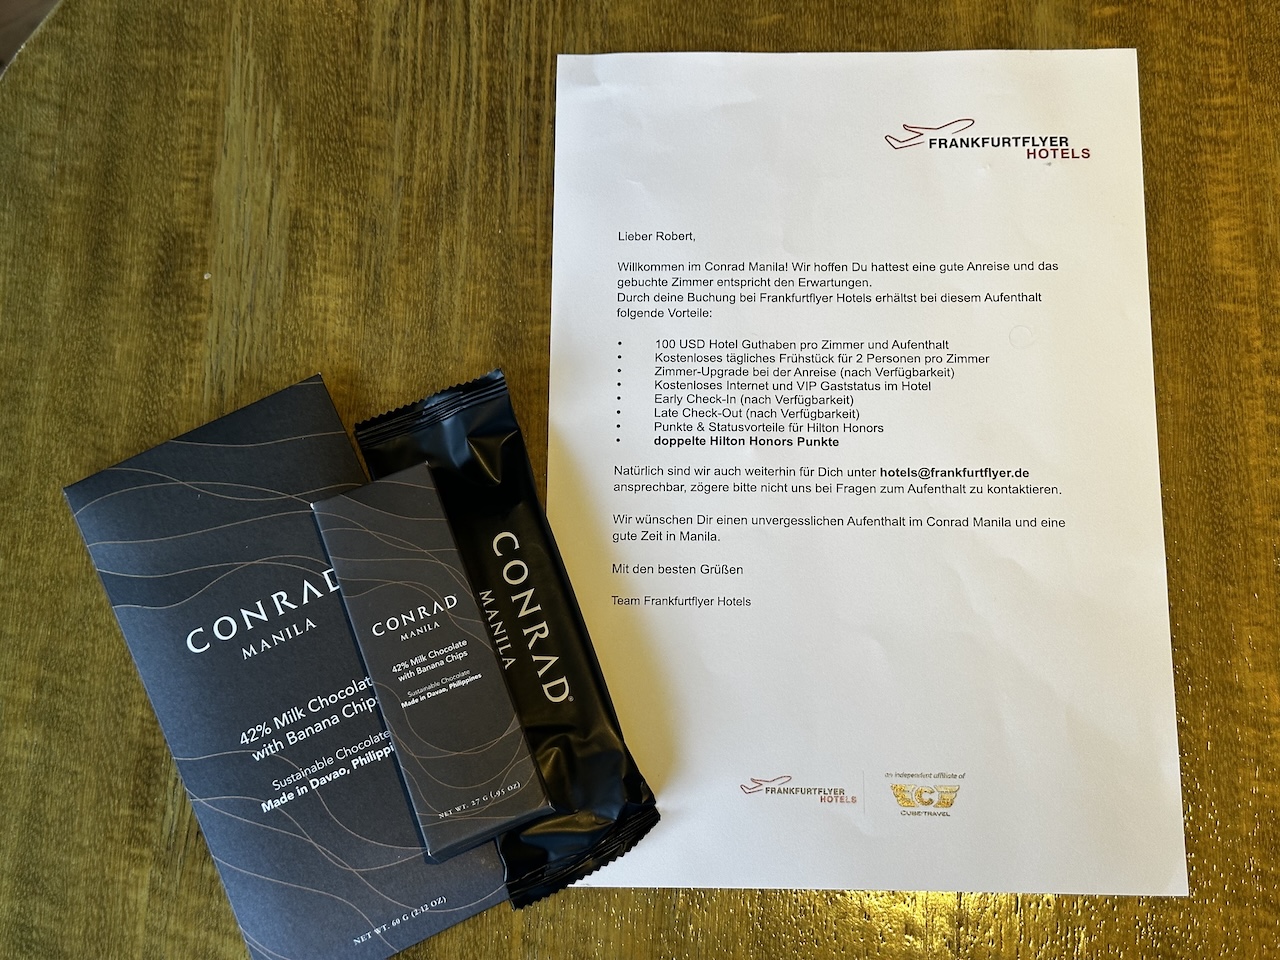 FRANKFURTFLYER
HOTELS
Lieber Robert,
Willkommen im Conrad Manila! Wir hoffen Du hattest eine gute Anreise und das
gebuchte Zimmer entspricht den Erwartungen.
Durch deine Buchung bei Frankfurtflyer Hotels erhältst bei diesem Aufenthalt
folgende Vorteile:
• 100 USD Hotel Guthaben pro Zimmer und Aufenthalt
• Kostenloses tägliches Frühstück für 2 Personen pro Zimmer
• Zimmer-Upgrade bei der Anreise (nach Verfügbarkeit)
• Kostenloses Internet und VIP Gaststatus im Hotel
• Early Check-In (nach Verfügbarkeit)
• Late Check-Out (nach Verfügbarkeit)
• Punkte & Statusvorteile für Hilton Honors
• doppelte Hilton Honors Punkte
Natürlich sind wir auch weiterhin für Dich unter hotels@frankfurtflyer.de
ansprechbar, zögere bitte nicht uns bei Fragen zum Aufenthalt zu kontaktieren.
Wir wünschen Dir einen unvergesslichen Aufenthalt im Conrad Manila und eine
gute Zeit in Manila.
Mit den besten Grüßen
Team Frankfurtflyer Hotels
FRANKFURTFLYER
HOTELS
an independent affiliate of
CUBE TRAVEL
CONRAD
MANILA
42% Milk Chocolat
with Banana Chips
Sustainable Chocolate
Made in Davao, Philippi
NET WT. 60 G (2.12 OZ)
CONRAD
MANILA
42% Milk Chocolate
with Banana Chips
Sustainable Chocolate
Made in Davao, Philippines
NET WT. 27 G (.95 OZ)
CONRAD®
MANILA